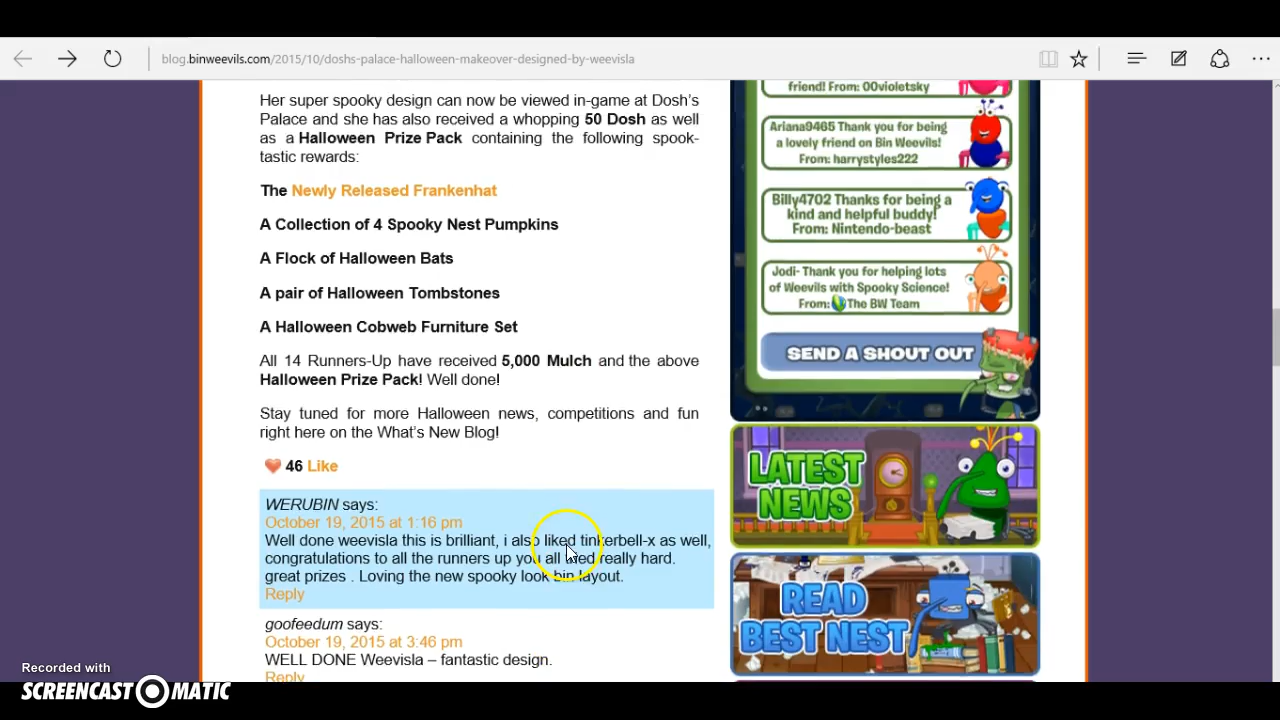 blog.binweevils.com/2015/10/doshs-palace-halloween-makeover-designed-by-weevisla
Her super spooky design can now be viewed in-game at Dosh's
Palace and she has also received a whopping 50 Dosh as well
as a Halloween Prize Pack containing the following spook-
tastic rewards:
The Newly Released Frankenhat
A Collection of 4 Spooky Nest Pumpkins
A Flock of Halloween Bats
A pair of Halloween Tombstones
A Halloween Cobweb Furniture Set
All 14 Runners-Up have received 5,000 Mulch and the above
Halloween Prize Pack! Well done!
Stay tuned for more Halloween news, competitions and fun
right here on the What's New Blog!
46 Like
WERUBIN says:
October 19, 2015 at 1:16 pm
Well done weevisla this is brilliant, i also liked tinkerbell-x as well,
congratulations to all the runners up you all really hard.
great prizes . Loving the new spooky look bin layout.
Reply
goofeedum says:
October 19, 2015 at 3:46 pm
WELL DONE Weevisla – fantastic design.
Reply
friend! From: 00violetsky
Ariana9465 Thank you for being
a lovely friend on Bin Weevils!
From: harrystyles222
Billy4702 Thanks for being a
kind and helpful buddy!
From: Nintendo-beast
Jodi- Thank you for helping lots
of Weevils with Spooky Science!
From: The BW Team
SEND A SHOUT OUT
LATEST
NEWS
READ
BEST NEST
Recorded with
SCREENCAST MATIC